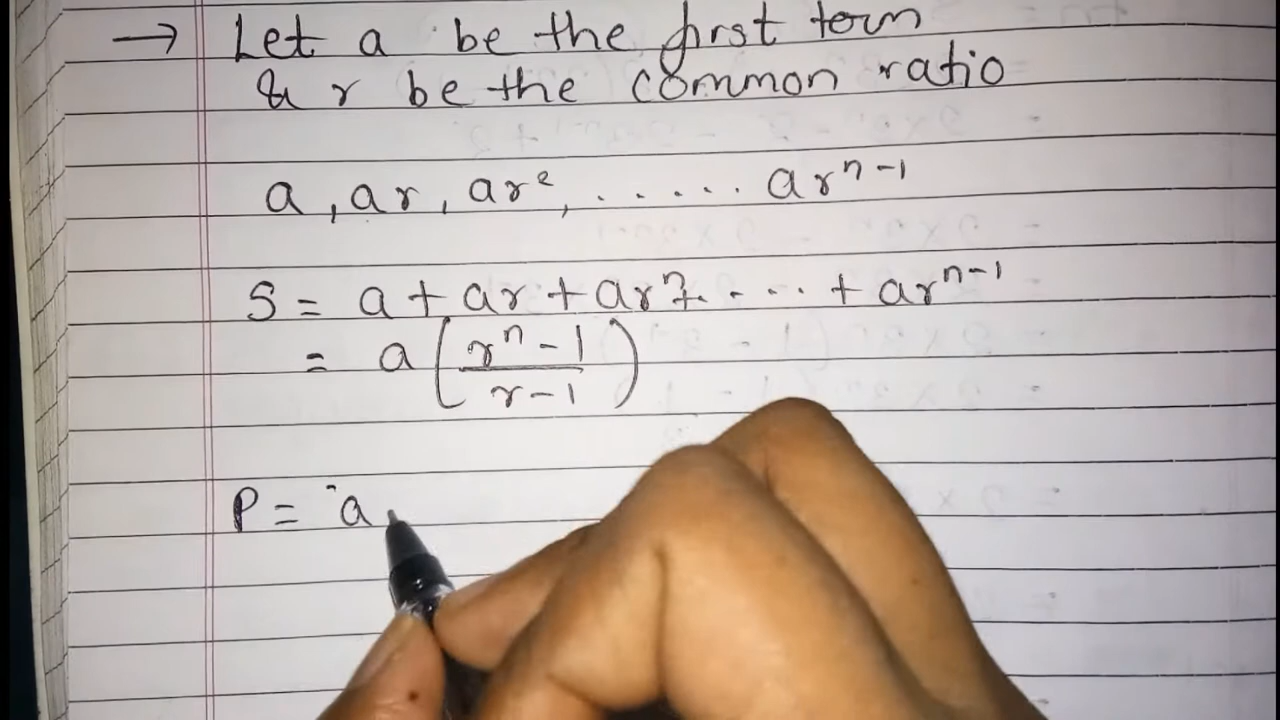 → Let a be the first term
& r be the common ratio
a, ar, ar², ..... arⁿ⁻¹
S = a + ar + ar²+ .... + arⁿ⁻¹
= a (rⁿ - 1 / r - 1)
P = a